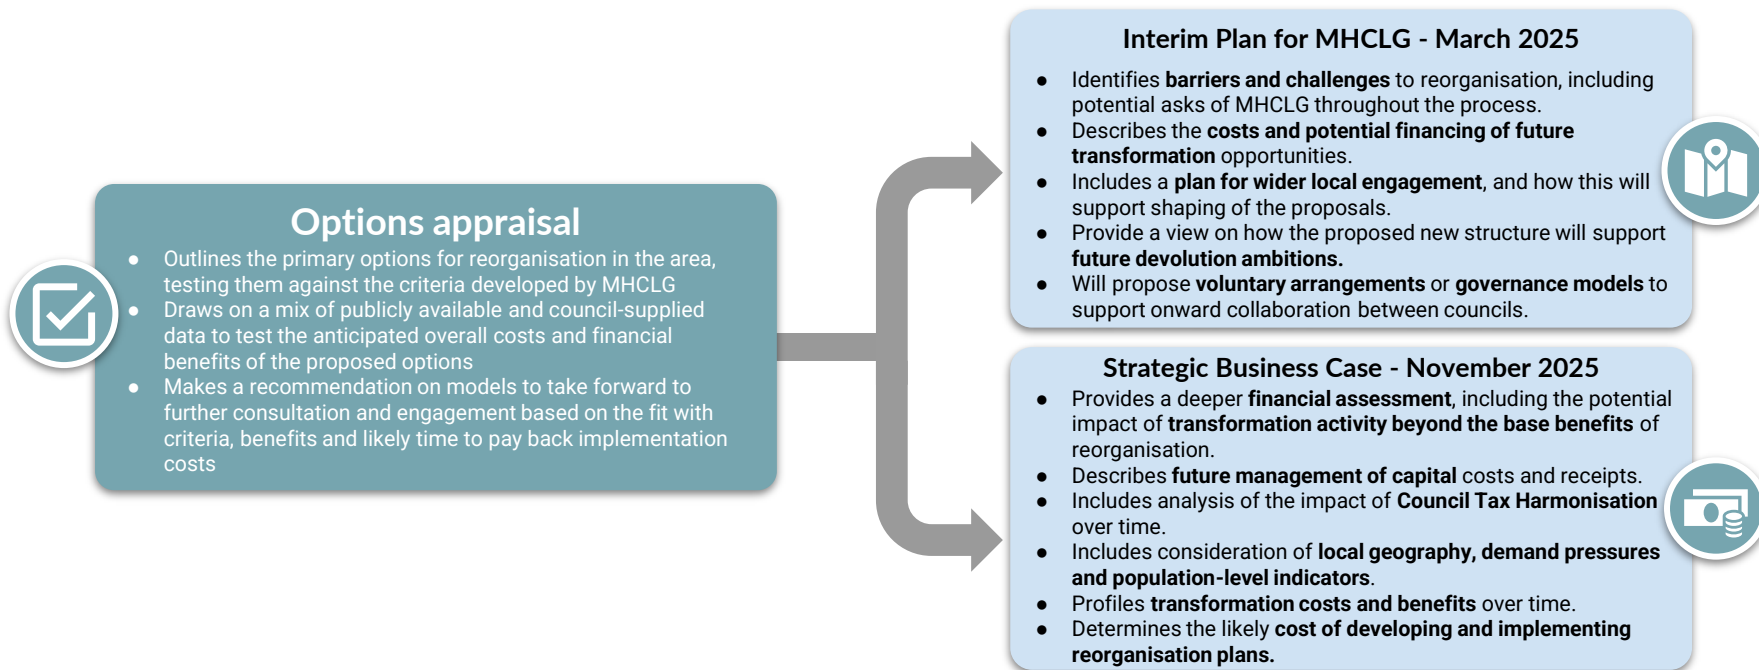 Options appraisal
● Outlines the primary options for reorganisation in the area,
testing them against the criteria developed by MHCLG
● Draws on a mix of publicly available and council-supplied
data to test the anticipated overall costs and financial
benefits of the proposed options
● Makes a recommendation on models to take forward to
further consultation and engagement based on the fit with
criteria, benefits and likely time to pay back implementation
costs
Interim Plan for MHCLG - March 2025
● Identifies barriers and challenges to reorganisation, including
potential asks of MHCLG throughout the process.
● Describes the costs and potential financing of future
transformation opportunities.
● Includes a plan for wider local engagement, and how this will
support shaping of the proposals.
● Provide a view on how the proposed new structure will support
future devolution ambitions.
● Will propose voluntary arrangements or governance models to
support onward collaboration between councils.
Strategic Business Case - November 2025
● Provides a deeper financial assessment, including the potential
impact of transformation activity beyond the base benefits of
reorganisation.
● Describes future management of capital costs and receipts.
● Includes analysis of the impact of Council Tax Harmonisation
over time.
● Includes consideration of local geography, demand pressures
and population-level indicators.
● Profiles transformation costs and benefits over time.
● Determines the likely cost of developing and implementing
reorganisation plans.